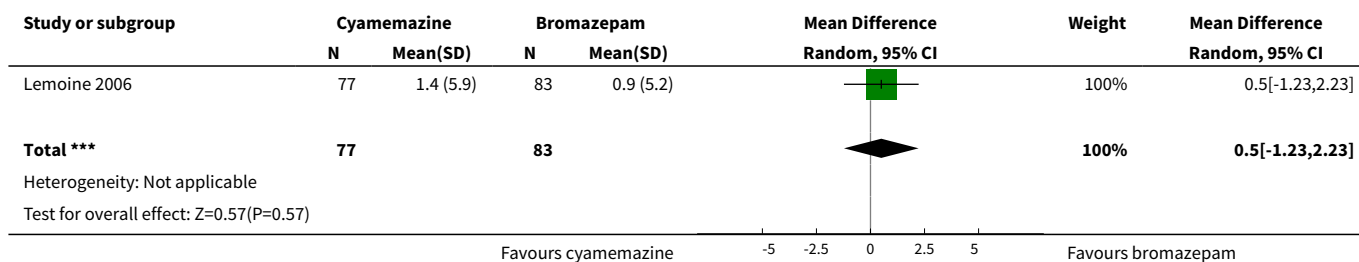 Study or subgroup Cyamemazine Bromazepam Mean Difference Weight Mean Difference
N Mean(SD) N Mean(SD) Random, 95% CI Random, 95% CI
Lemoine 2006 77 1.4 (5.9) 83 0.9 (5.2) 100% 0.5[-1.23,2.23]
Total *** 77 83 100% 0.5[-1.23,2.23]
Heterogeneity: Not applicable
Test for overall effect: Z=0.57(P=0.57)
Favours cyamemazine -5 -2.5 0 2.5 5 Favours bromazepam